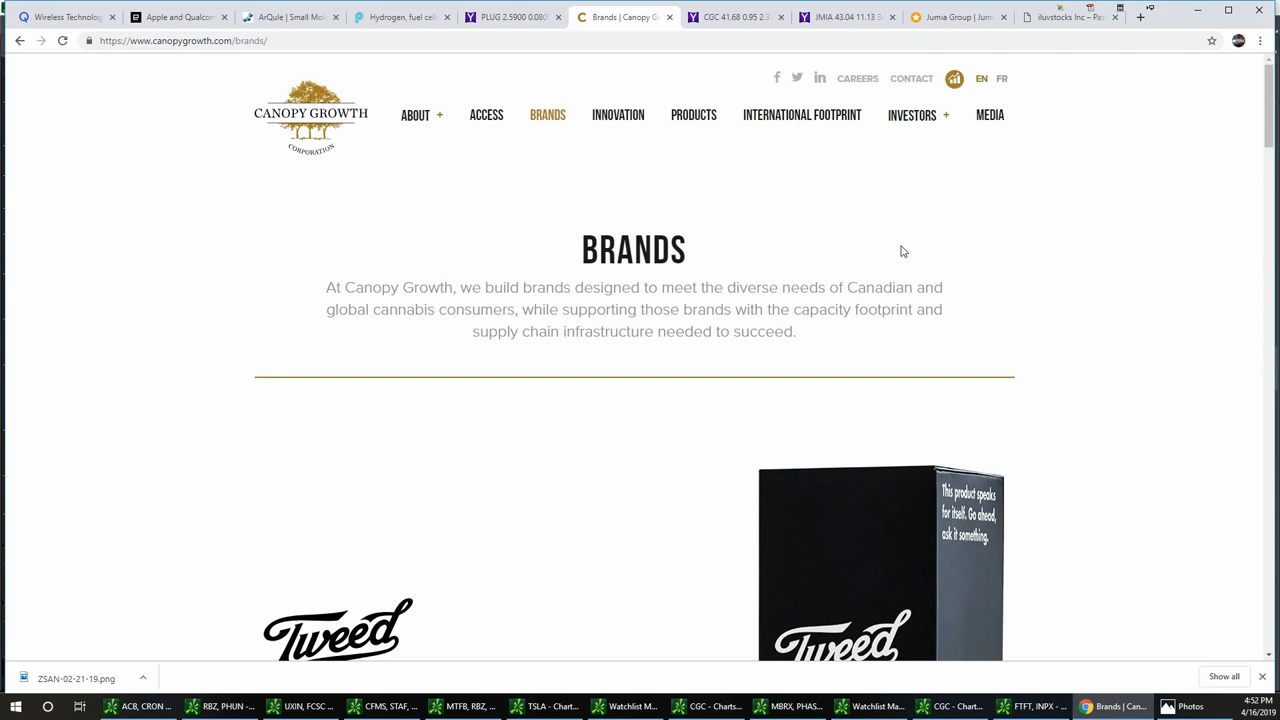 Wireless Technolog
Apple and Qualcom
ArQule | Small Mol
Hydrogen, fuel cell
PLUG 2.5900 0.080
Brands | Canopy Gr
CGC 41.68 0.95 2.3
JMIA 43.04 11.13 3
Jumia Group | Jum
iluvstocks Inc – Pas
https://www.canopygrowth.com/brands/
CAREERS CONTACT EN FR
CANOPY GROWTH
CORPORATION
ABOUT + ACCESS BRANDS INNOVATION PRODUCTS INTERNATIONAL FOOTPRINT INVESTORS + MEDIA
BRANDS
At Canopy Growth, we build brands designed to meet the diverse needs of Canadian and
global cannabis consumers, while supporting those brands with the capacity footprint and
supply chain infrastructure needed to succeed.
This product speaks
for itself. Go ahead,
ask it something.
Tweed
Tweed
ZSAN-02-21-19.png
Show all
ACB, CRON ...
RBZ, PHUN - ...
UXIN, FCSC ...
CFMS, STAF, ...
MTFB, RBZ, ...
TSLA - Chart...
Watchlist M...
CGC - Charts...
MBRX, PHAS...
Watchlist Ma...
CGC - Chart...
FTFT, INPX - ...
Brands | Can...
Photos
4:52 PM
4/16/2019